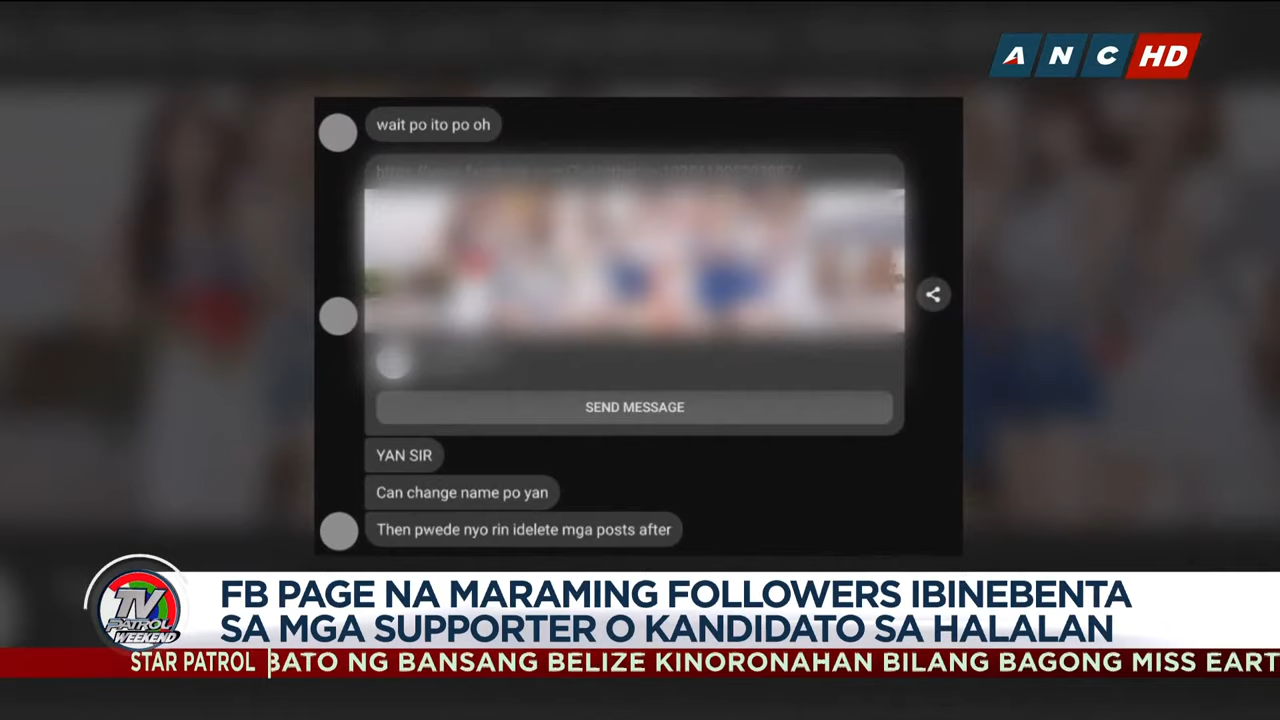 ANC HD
wait po ito po oh
SEND MESSAGE
YAN SIR
Can change name po yan
Then pwede nyo rin idelete mga posts after
TV
PATROL
WEEKEND
FB PAGE NA MARAMING FOLLOWERS IBINEBENTA
SA MGA SUPPORTER O KANDIDATO SA HALALAN
STAR PATROL BATO NG BANSANG BELIZE KINORONAHAN BILANG BAGONG MISS EART